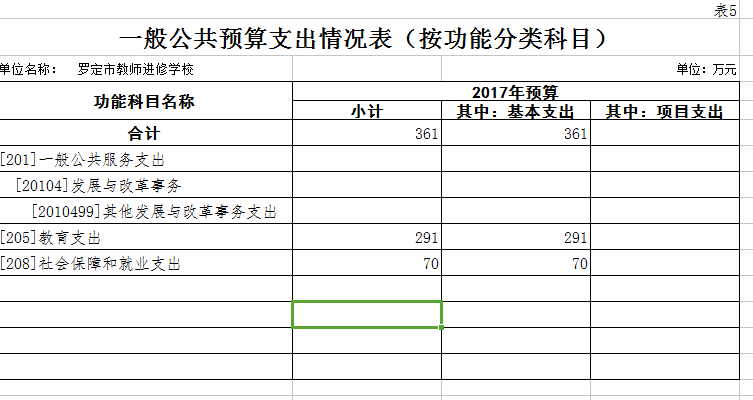 表5
一般公共预算支出情况表（按功能分类科目）
单位名称： 罗定市教师进修学校 单位：万元
功能科目名称 2017年预算
小计 其中：基本支出 其中：项目支出
合计 361 361
[201]一般公共服务支出
[20104]发展与改革事务
[2010499]其他发展与改革事务支出
[205]教育支出 291 291
[208]社会保障和就业支出 70 70